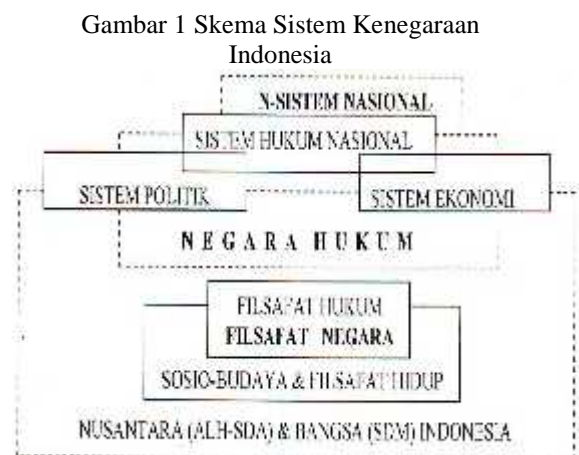 Gambar 1 Skema Sistem Kenegaraan
Indonesia
N-SISTEM NASIONAL
SISTEM HUKUM NASIONAL
SISTEM POLITIK
SISTEM EKONOMI
NEGARA HUKUM
FILSAFAT HUKUM
FILSAFAT NEGARA
SOSIO-BUDAYA & FILSAFAT HIDUP
NUSANTARA (ALH-SDA) & BANGSA (SDM) INDONESIA